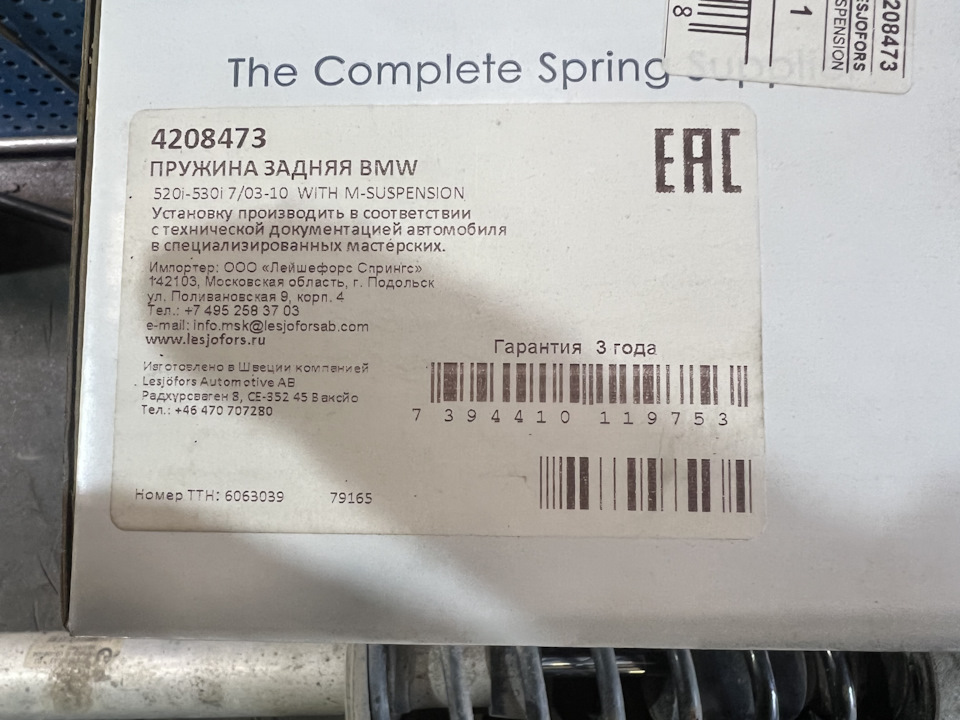 The Complete Spring Suppli
8
1
SPENSION
ESJOFORS
208473
4208473
EAC
ПРУЖИНА ЗАДНЯЯ BMW
520i-530i 7/03-10 WITH M-SUSPENSION
Установку производить в соответствии
с технической документацией автомобиля
в специализированных мастерских.
Импортер: ООО «Лейшефорс Спрингс»
142103, Московская область, г. Подольск
ул. Поливановская 9, корп. 4
Тел.: +7 495 258 37 03
e-mail: info.msk@lesjoforsab.com
www.lesjofors.ru
Гарантия 3 года
Изготовлено в Швеции компанией
Lesjöfors Automotive AB
Радхурсваген 8, СЕ-352 45 Ваксйо
Тел.: +46 470 707280
7 394410 119753
Номер ТТН: 6063039 79165